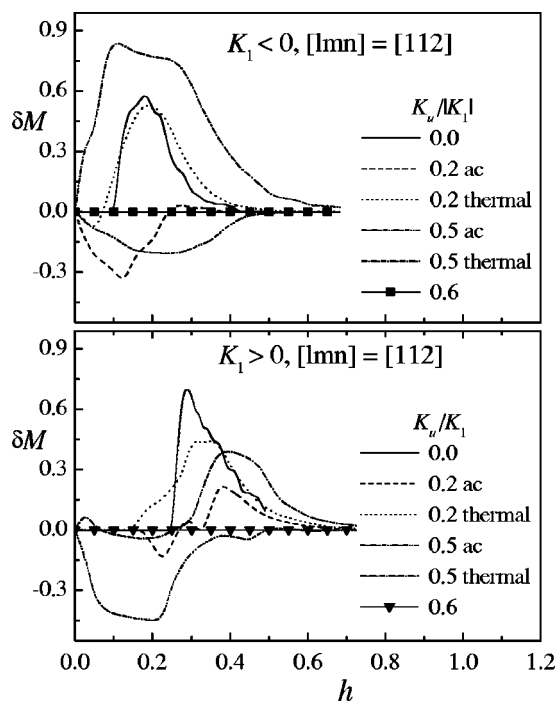 K₁ < 0, [lmn] = [112]
δM
0.9
0.6
0.3
0.0
-0.3
Kᵤ/|K₁|
0.0
0.2 ac
0.2 thermal
0.5 ac
0.5 thermal
0.6
K₁ > 0, [lmn] = [112]
δM
0.9
0.6
0.3
0.0
-0.3
Kᵤ/K₁
0.0
0.2 ac
0.2 thermal
0.5 ac
0.5 thermal
0.6
0.0 0.2 0.4 0.6 0.8 1.0 1.2
h